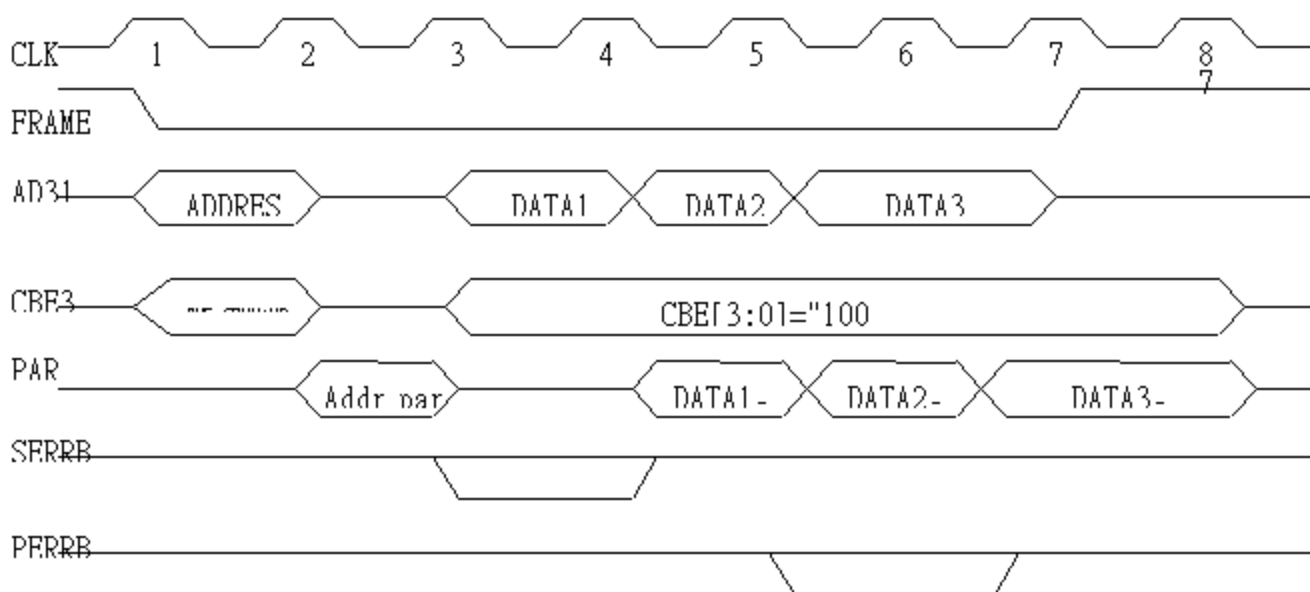 CLK 1 2 3 4 5 6 7 8
7
FRAME
AD31 ADDRES DATA1 DATA2 DATA3
CBE3 CBE[3:0]="100
PAR Addr par DATA1- DATA2- DATA3-
SERRB
PERRB